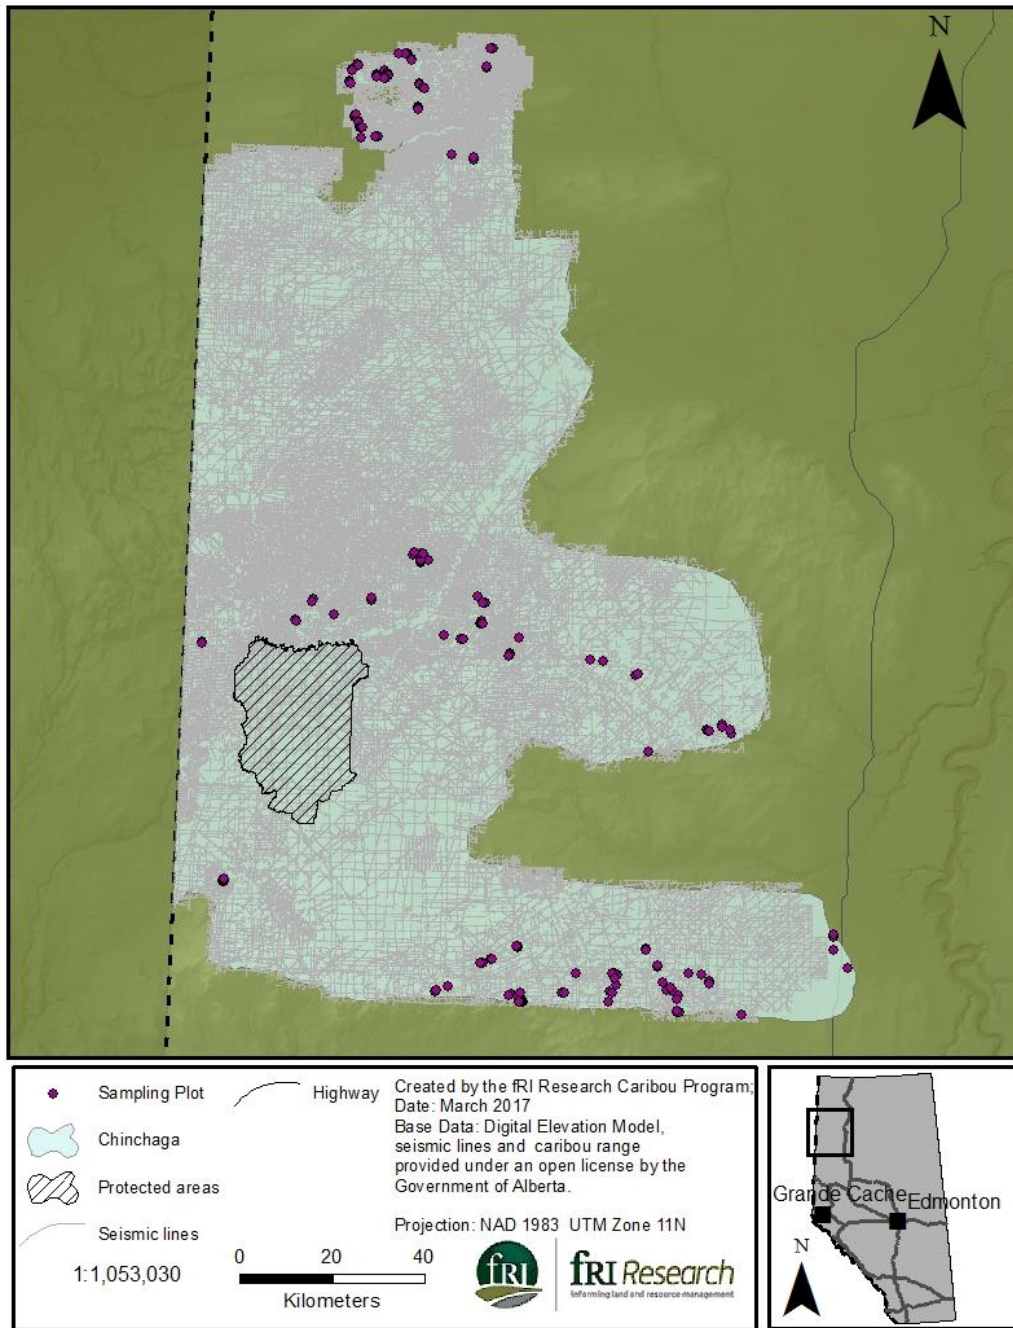 N
Sampling Plot
Chinchaga
Protected areas
Seismic lines
1:1,053,030
Highway
0 20 40
Kilometers
Created by the fRI Research Caribou Program;
Date: March 2017
Base Data: Digital Elevation Model,
seismic lines and caribou range
provided under an open license by the
Government of Alberta.
Projection: NAD 1983 UTM Zone 11N
fRI
fRI Research
Informing land and resource management
Grande Cache
Edmonton
N